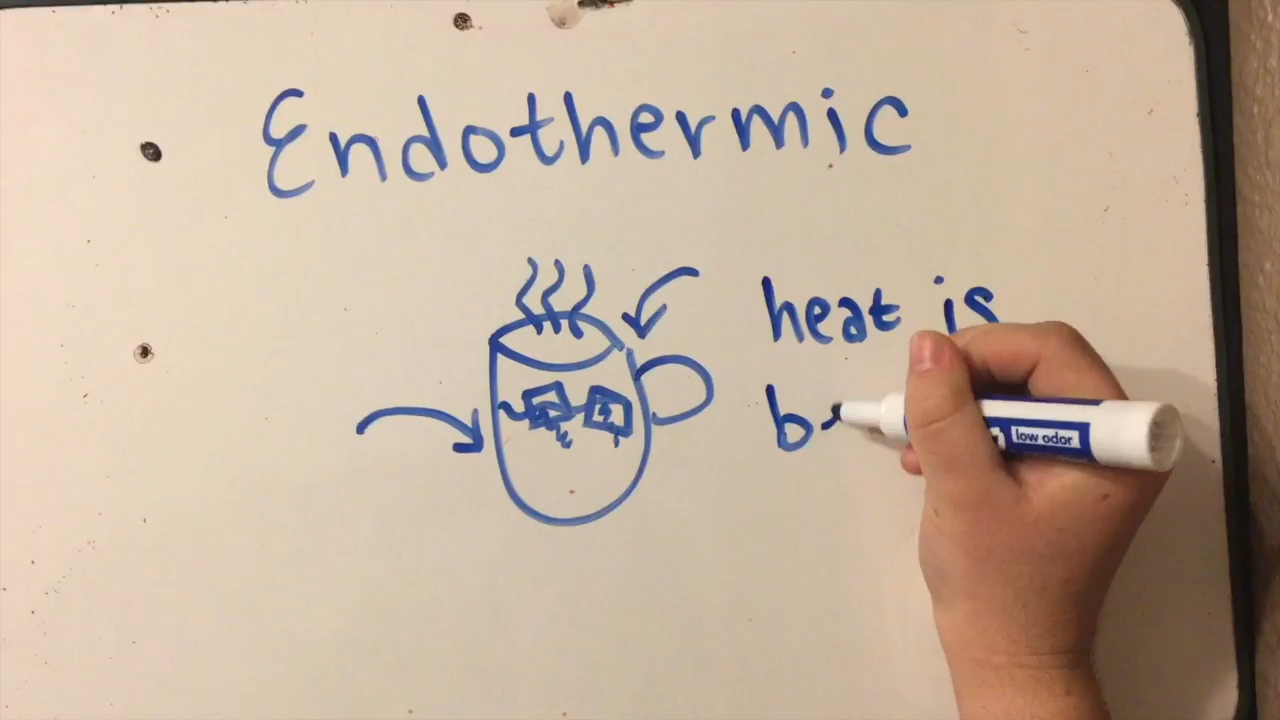 Endothermic
heat is
b
low odor